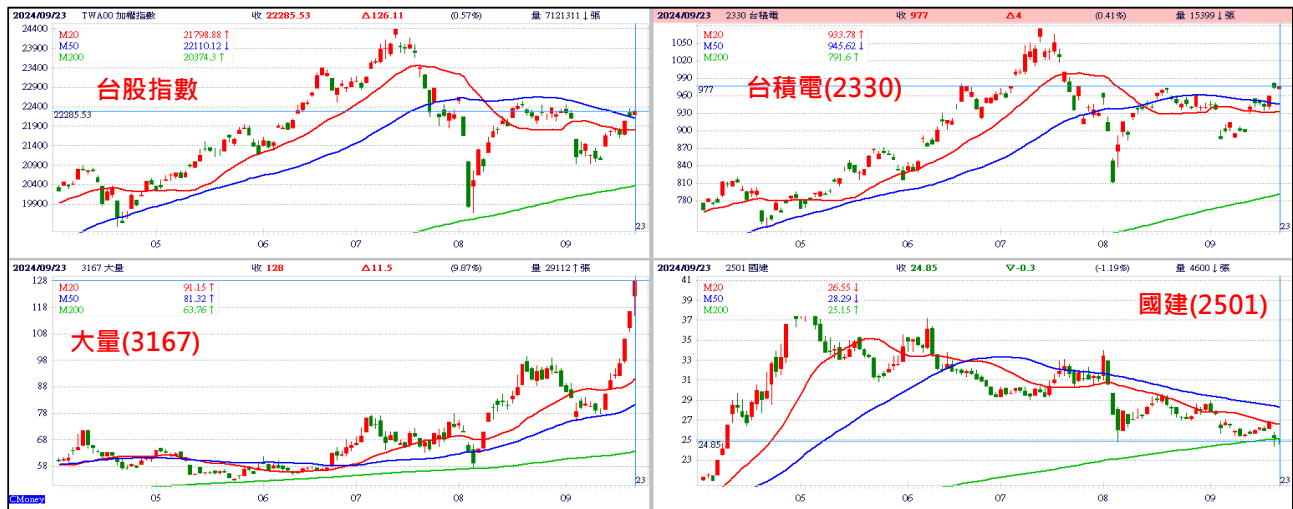 2024/09/23 TWA00 加權指數 收 22285.53 △126.11 (0.57%) 量 7121311↓張
M20 21798.88↑
M50 22110.12↓
M200 20374.3↑
台股指數
24400
23900
23400
22900
22400
22285.53
21900
21400
20900
20400
19900
23
05 06 07 08 09
2024/09/23 2330 台積電 收 977 △4 (0.41%) 量 15399↓張
M20 933.78↑
M50 945.62↓
M200 791.6↑
台積電(2330)
1050
1020
990
977
960
930
900
870
840
810
780
23
05 06 07 08 09
2024/09/23 3167 大量 收 128 △11.5 (9.87%) 量 29112↑張
M20 91.15↑
M50 81.32↑
M200 63.76↑
大量(3167)
128
118
108
98
88
78
68
58
23
05 06 07 08 09
CMoney
2024/09/23 2501 國建 收 24.85 ▽-0.3 (-1.19%) 量 4600↓張
M20 26.55↓
M50 28.29↓
M200 25.15↑
國建(2501)
41
39
37
35
33
31
29
27
25
24.85
23
23
05 06 07 08 09